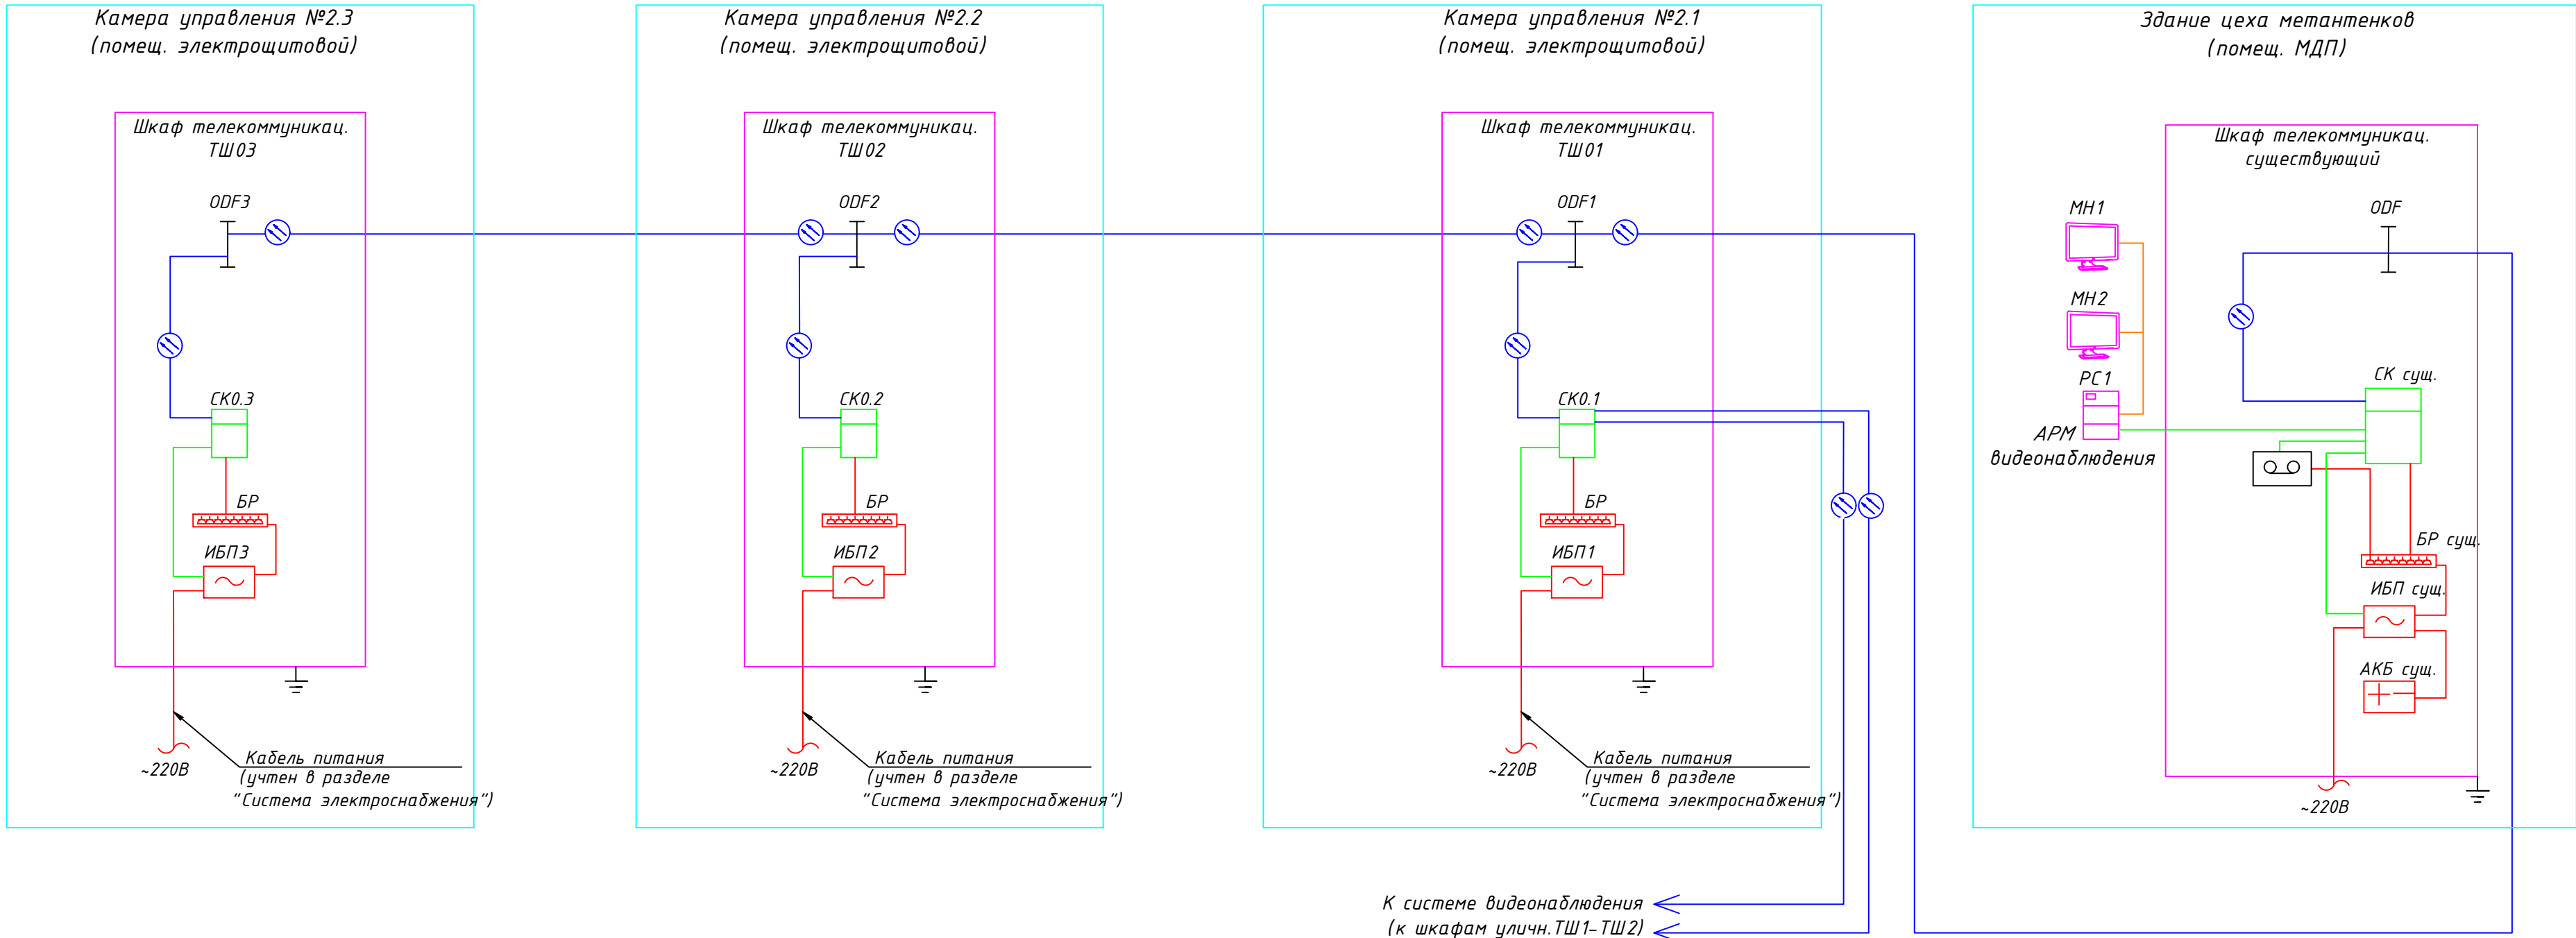 Камера управления №2.3
(помещ. электрощитовой)
Шкаф телекоммуникац.
ТШ03
ODF3
СК0.3
БР
ИБП3
~220В
Кабель питания
(учтен в разделе
"Система электроснабжения")
Камера управления №2.2
(помещ. электрощитовой)
Шкаф телекоммуникац.
ТШ02
ODF2
СК0.2
БР
ИБП2
~220В
Кабель питания
(учтен в разделе
"Система электроснабжения")
Камера управления №2.1
(помещ. электрощитовой)
Шкаф телекоммуникац.
ТШ01
ODF1
СК0.1
БР
ИБП1
~220В
Кабель питания
(учтен в разделе
"Система электроснабжения")
К системе видеонаблюдения
(к шкафам уличн.ТШ1-ТШ2)
Здание цеха метантенков
(помещ. МДП)
Шкаф телекоммуникац.
существующий
МН1
МН2
РС1
АРМ
видеонаблюдения
ODF
СК сущ.
БР сущ.
ИБП сущ.
АКБ сущ.
~220В